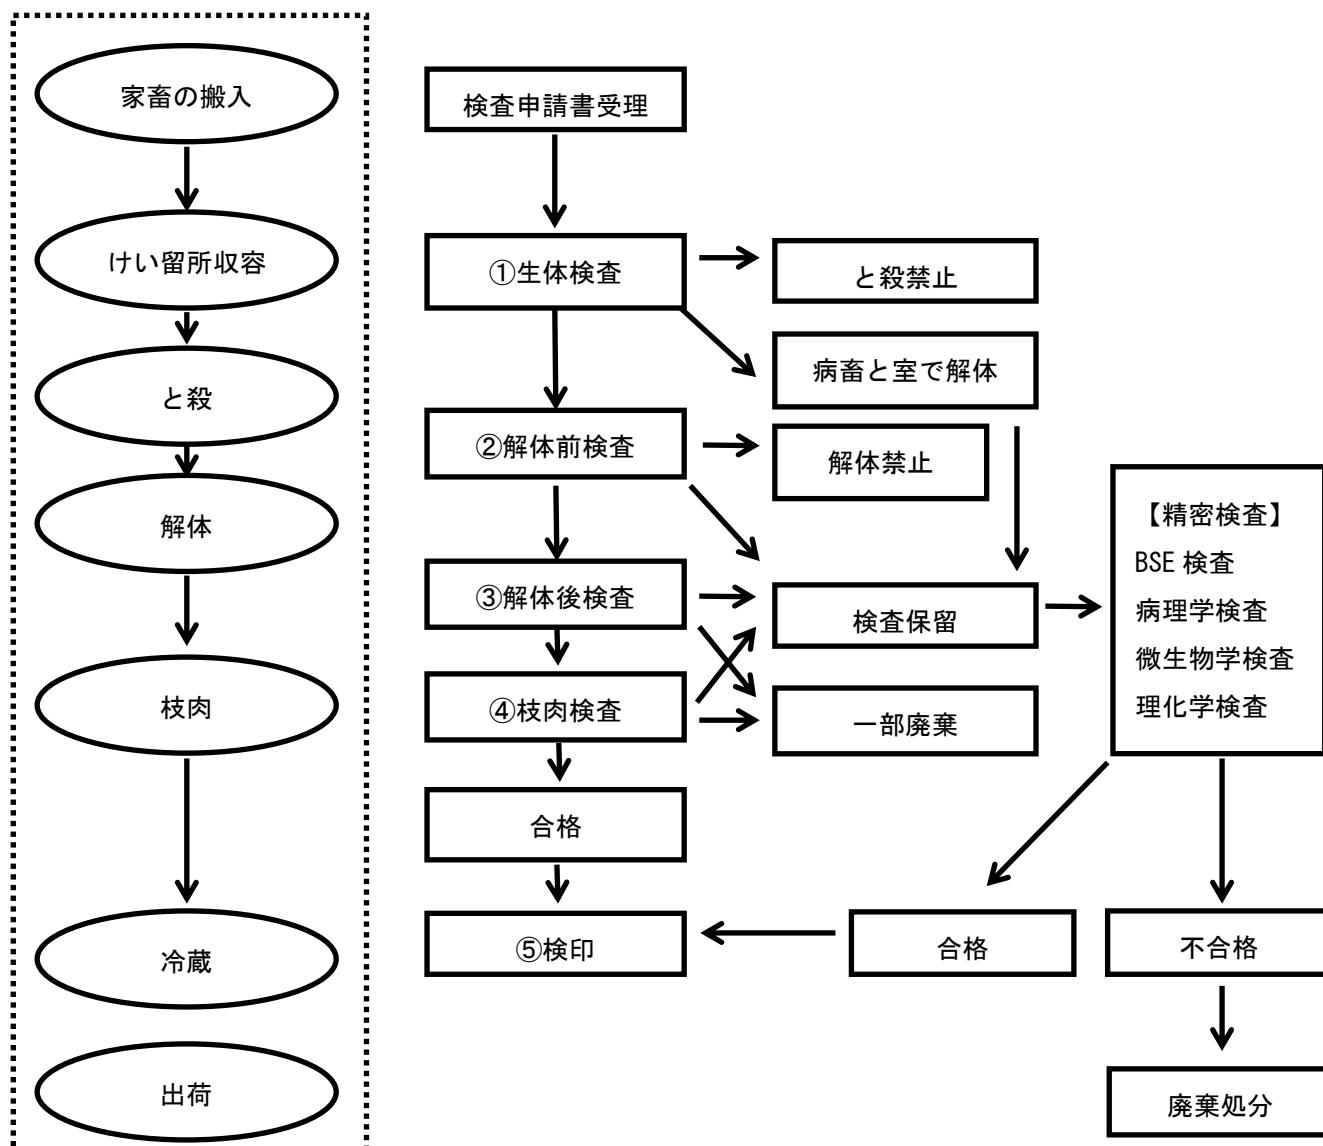 家畜の搬入
けい留所収容
と殺
解体
枝肉
冷蔵
出荷
検査申請書受理
①生体検査
と殺禁止
病畜と室で解体
②解体前検査
解体禁止
③解体後検査
検査保留
④枝肉検査
一部廃棄
【精密検査】
BSE 検査
病理学検査
微生物学検査
理化学検査
合格
⑤検印
合格
不合格
廃棄処分